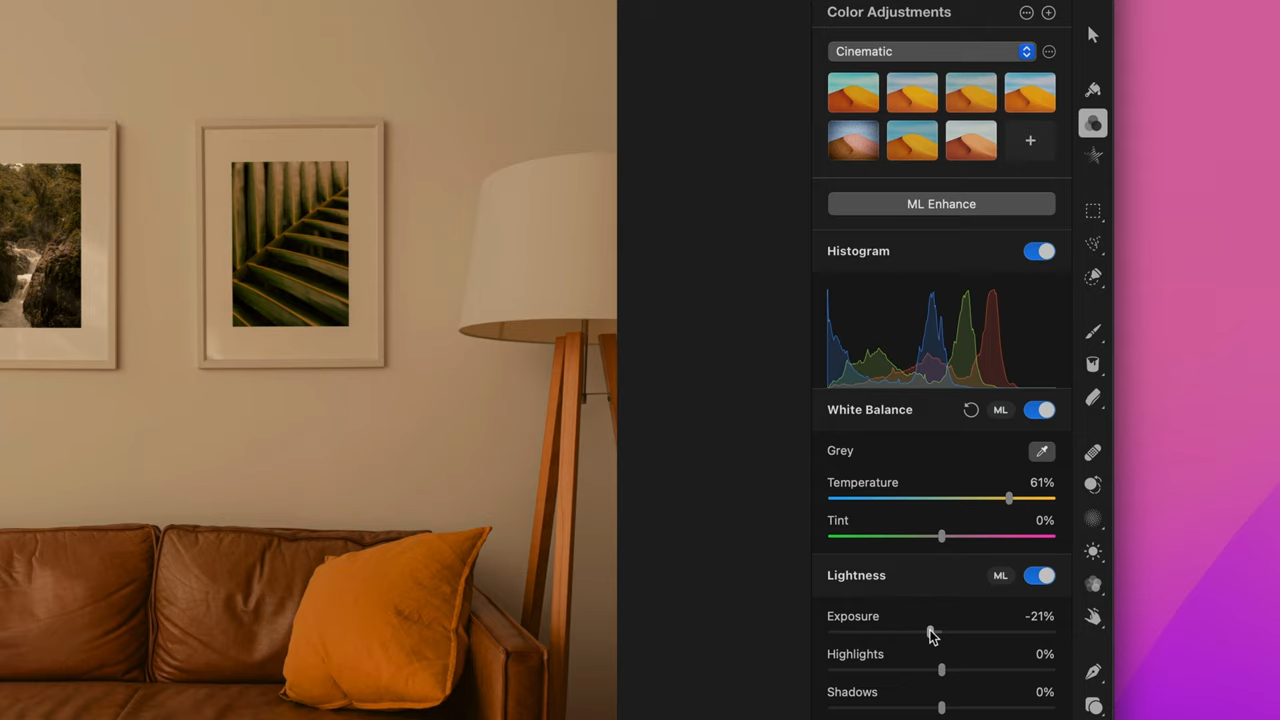 Color Adjustments
Cinematic
ML Enhance
Histogram
White Balance ML
Grey
Temperature 61%
Tint 0%
Lightness ML
Exposure -21%
Highlights 0%
Shadows 0%